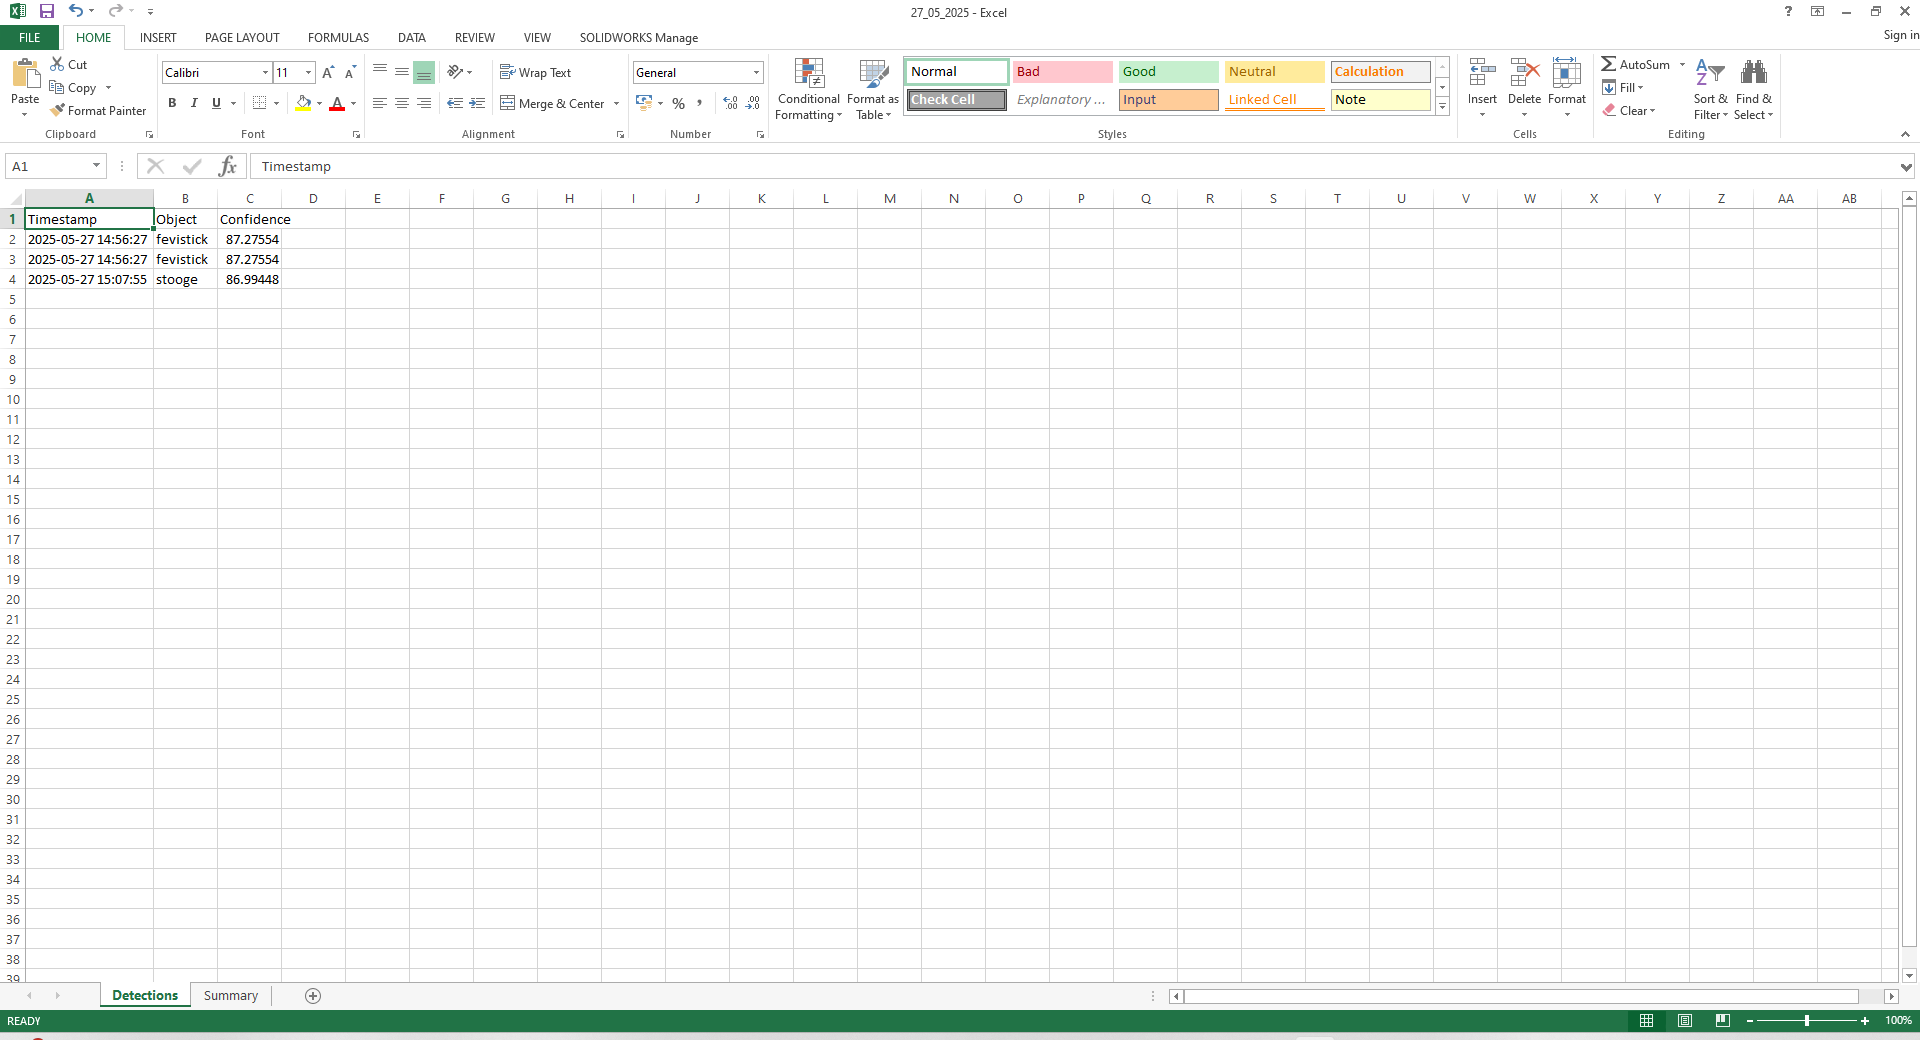 27_05_2025 - Excel
?
FILE HOME INSERT PAGE LAYOUT FORMULAS DATA REVIEW VIEW SOLIDWORKS Manage
Sign in
Paste
Cut
Copy
Format Painter
Clipboard
Calibri 11
B I U
Font
Wrap Text
Merge & Center
Alignment
General
%
Number
Conditional
Formatting
Format as
Table
Normal Bad Good Neutral Calculation
Check Cell Explanatory ... Input Linked Cell Note
Styles
Insert Delete Format
Cells
AutoSum
Fill
Clear
Sort &
Filter
Find &
Select
Editing
A1 fx Timestamp
A B C D E F G H I J K L M N O P Q R S T U V W X Y Z AA AB
1 Timestamp Object Confidence
2 2025-05-27 14:56:27 fevistick 87.27554
3 2025-05-27 14:56:27 fevistick 87.27554
4 2025-05-27 15:07:55 stooge 86.99448
5
6
7
8
9
10
11
12
13
14
15
16
17
18
19
20
21
22
23
24
25
26
27
28
29
30
31
32
33
34
35
36
37
38
39
Detections Summary
READY
100%